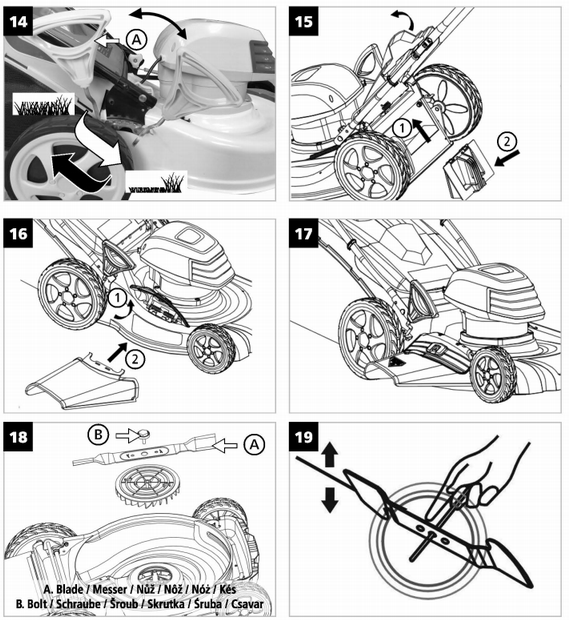 14
A
15
1
2
16
1
2
17
18
B
A
A. Blade / Messer / Nůž / Nôž / Nóż / Kés
B. Bolt / Schraube / Šroub / Skrutka / Śruba / Csavar
19